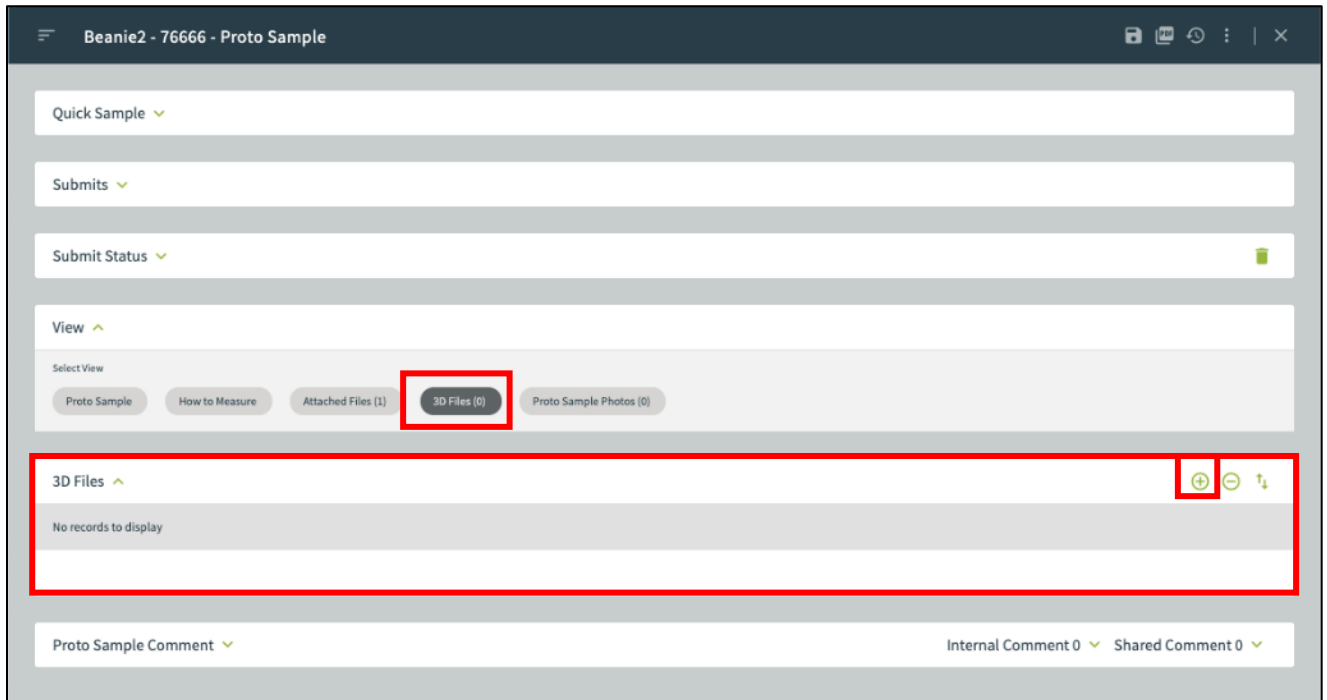 Beanie2 - 76666 - Proto Sample
PDF
Quick Sample
Submits
Submit Status
View
Select View
Proto Sample How to Measure Attached Files (1) 3D Files (0) Proto Sample Photos (0)
3D Files
No records to display
Proto Sample Comment Internal Comment 0 Shared Comment 0